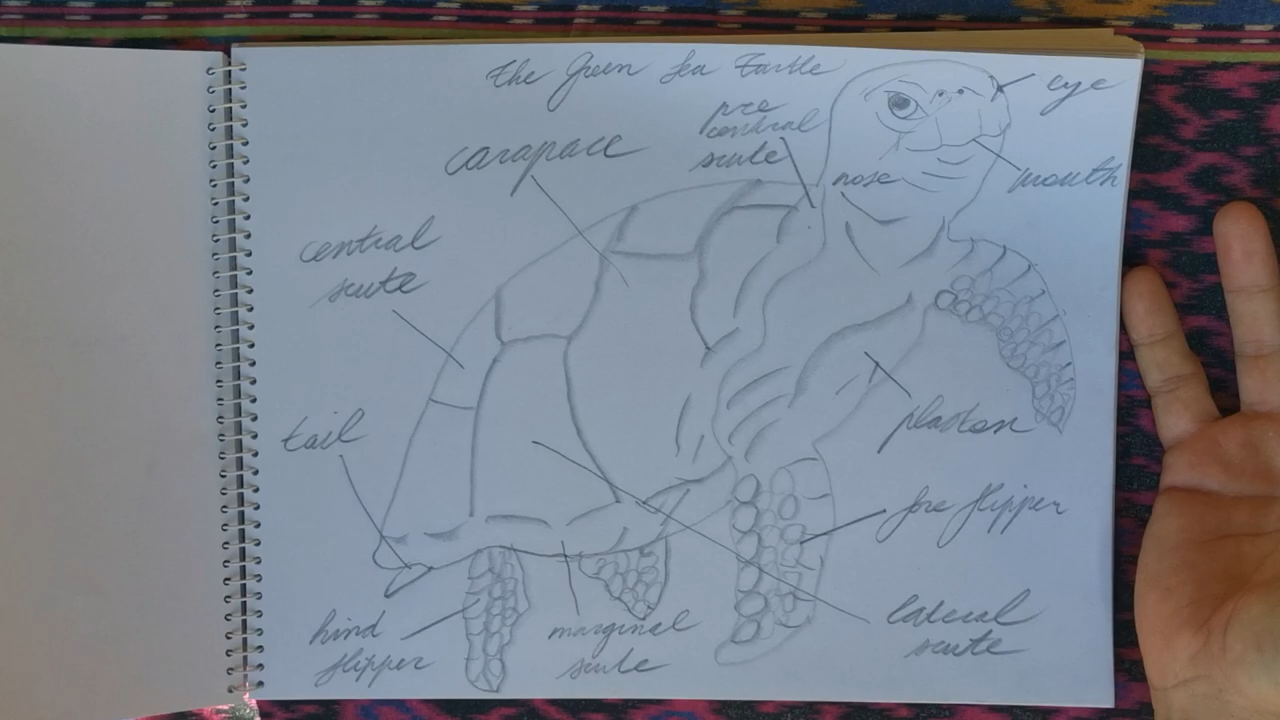 The Green Sea Turtle
eye
pre
central
scute
carapace
nose
mouth
central
scute
tail
plaston
fore flipper
hind
flipper
marginal
scute
lateral
scute